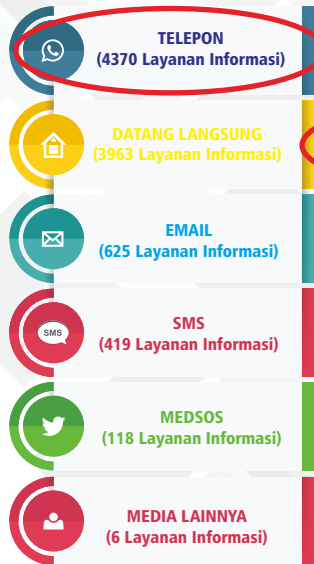 TELEPON
(4370 Layanan Informasi)
DATANG LANGSUNG
(3963 Layanan Informasi)
EMAIL
(625 Layanan Informasi)
SMS
SMS
(419 Layanan Informasi)
MEDSOS
(118 Layanan Informasi)
MEDIA LAINNYA
(6 Layanan Informasi)